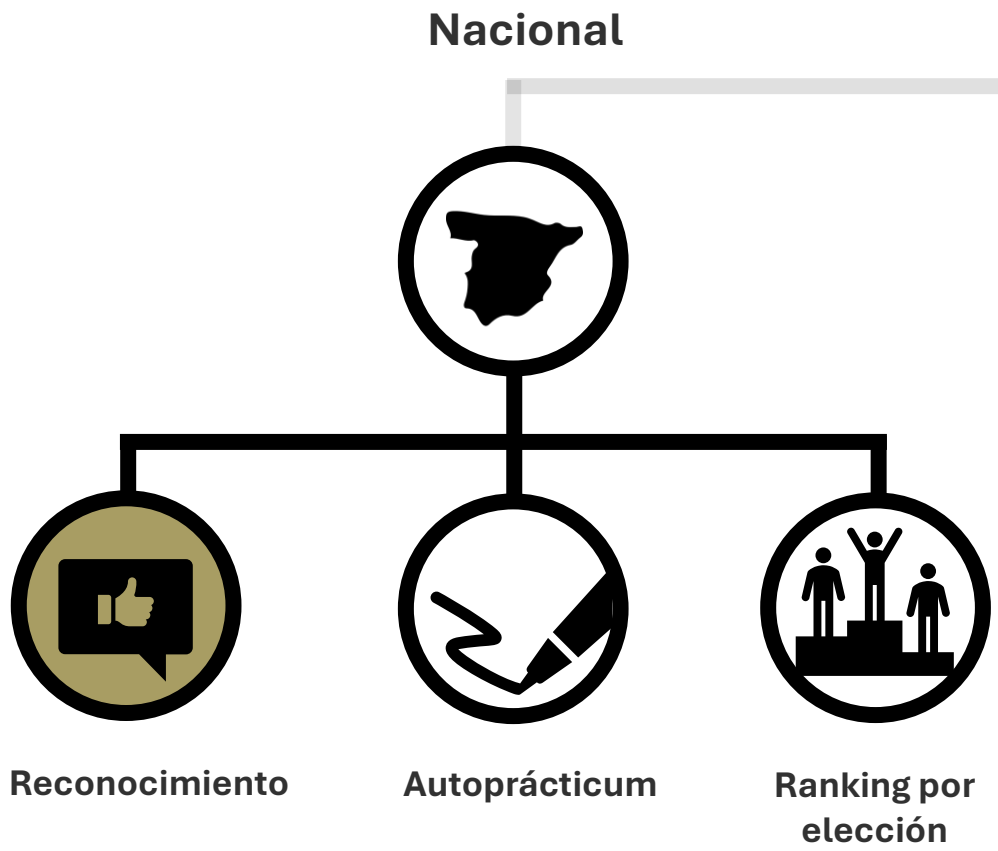 Nacional
Reconocimiento
Autoprácticum
Ranking por
elección